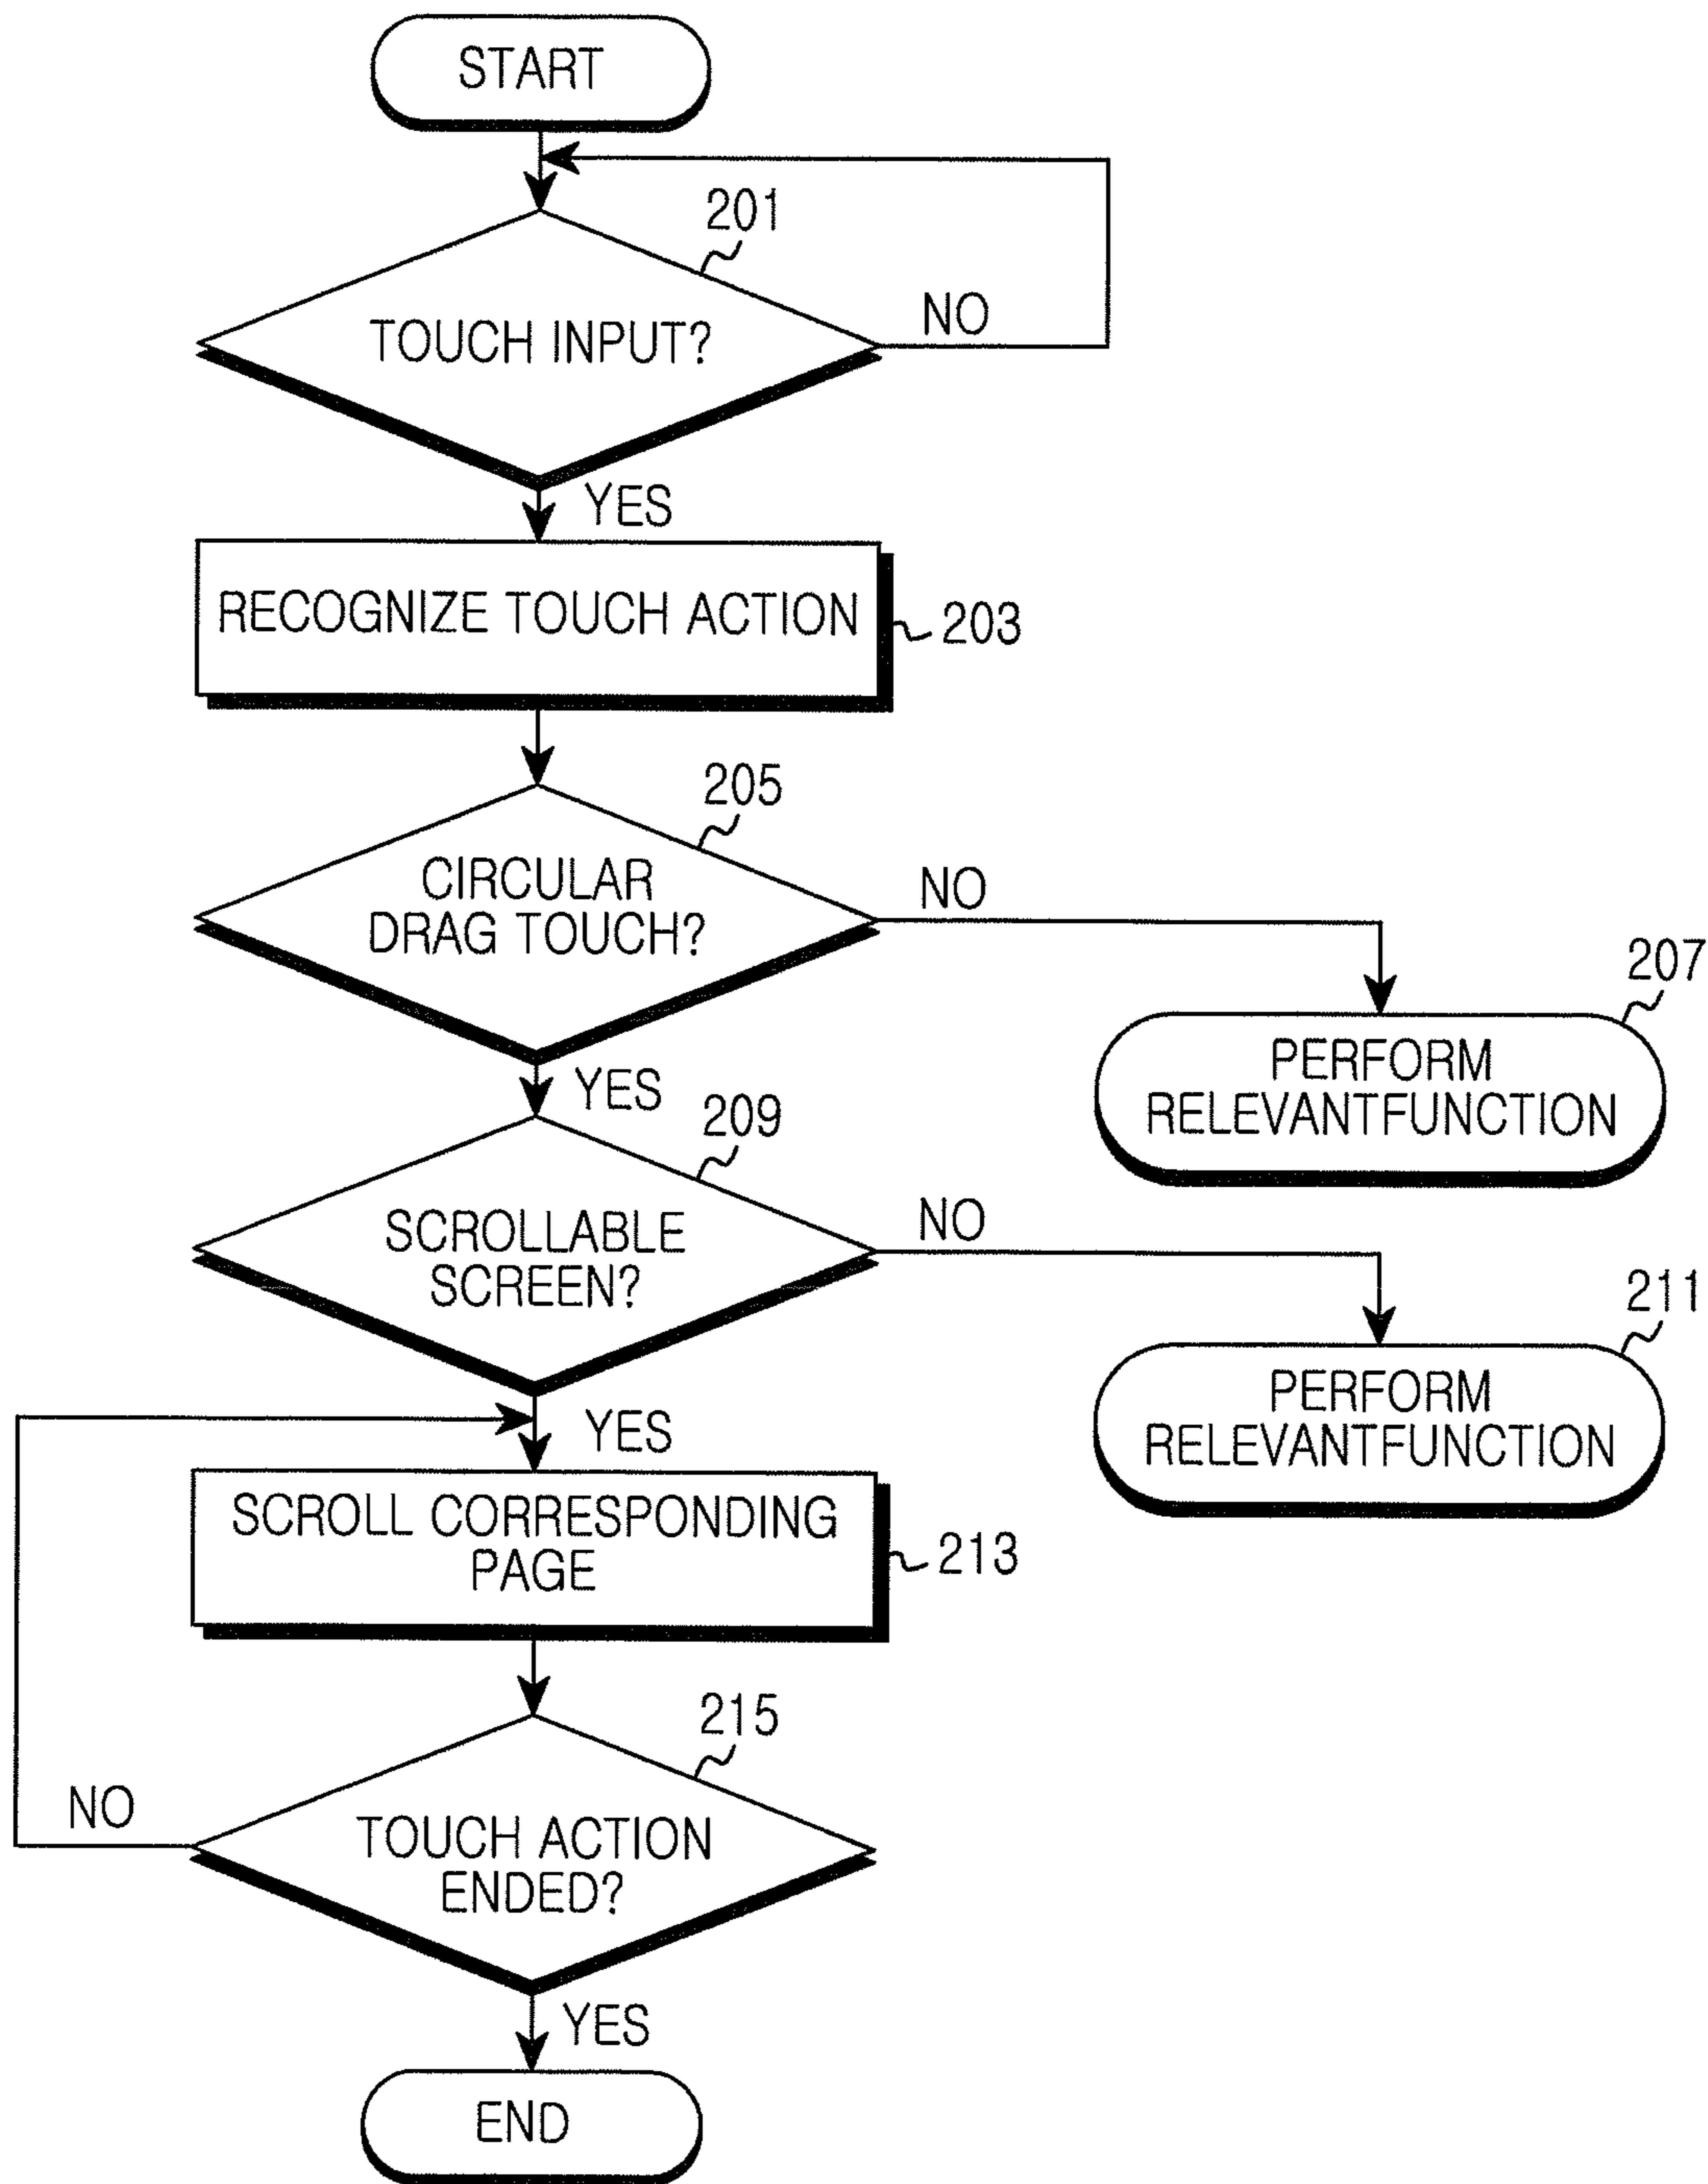 START
201
TOUCH INPUT?
NO
YES
RECOGNIZE TOUCH ACTION
203
205
CIRCULAR
DRAG TOUCH?
NO
207
PERFORM
RELEVANTFUNCTION
YES
209
SCROLLABLE
SCREEN?
NO
211
PERFORM
RELEVANTFUNCTION
YES
SCROLL CORRESPONDING
PAGE
213
215
NO
TOUCH ACTION
ENDED?
YES
END